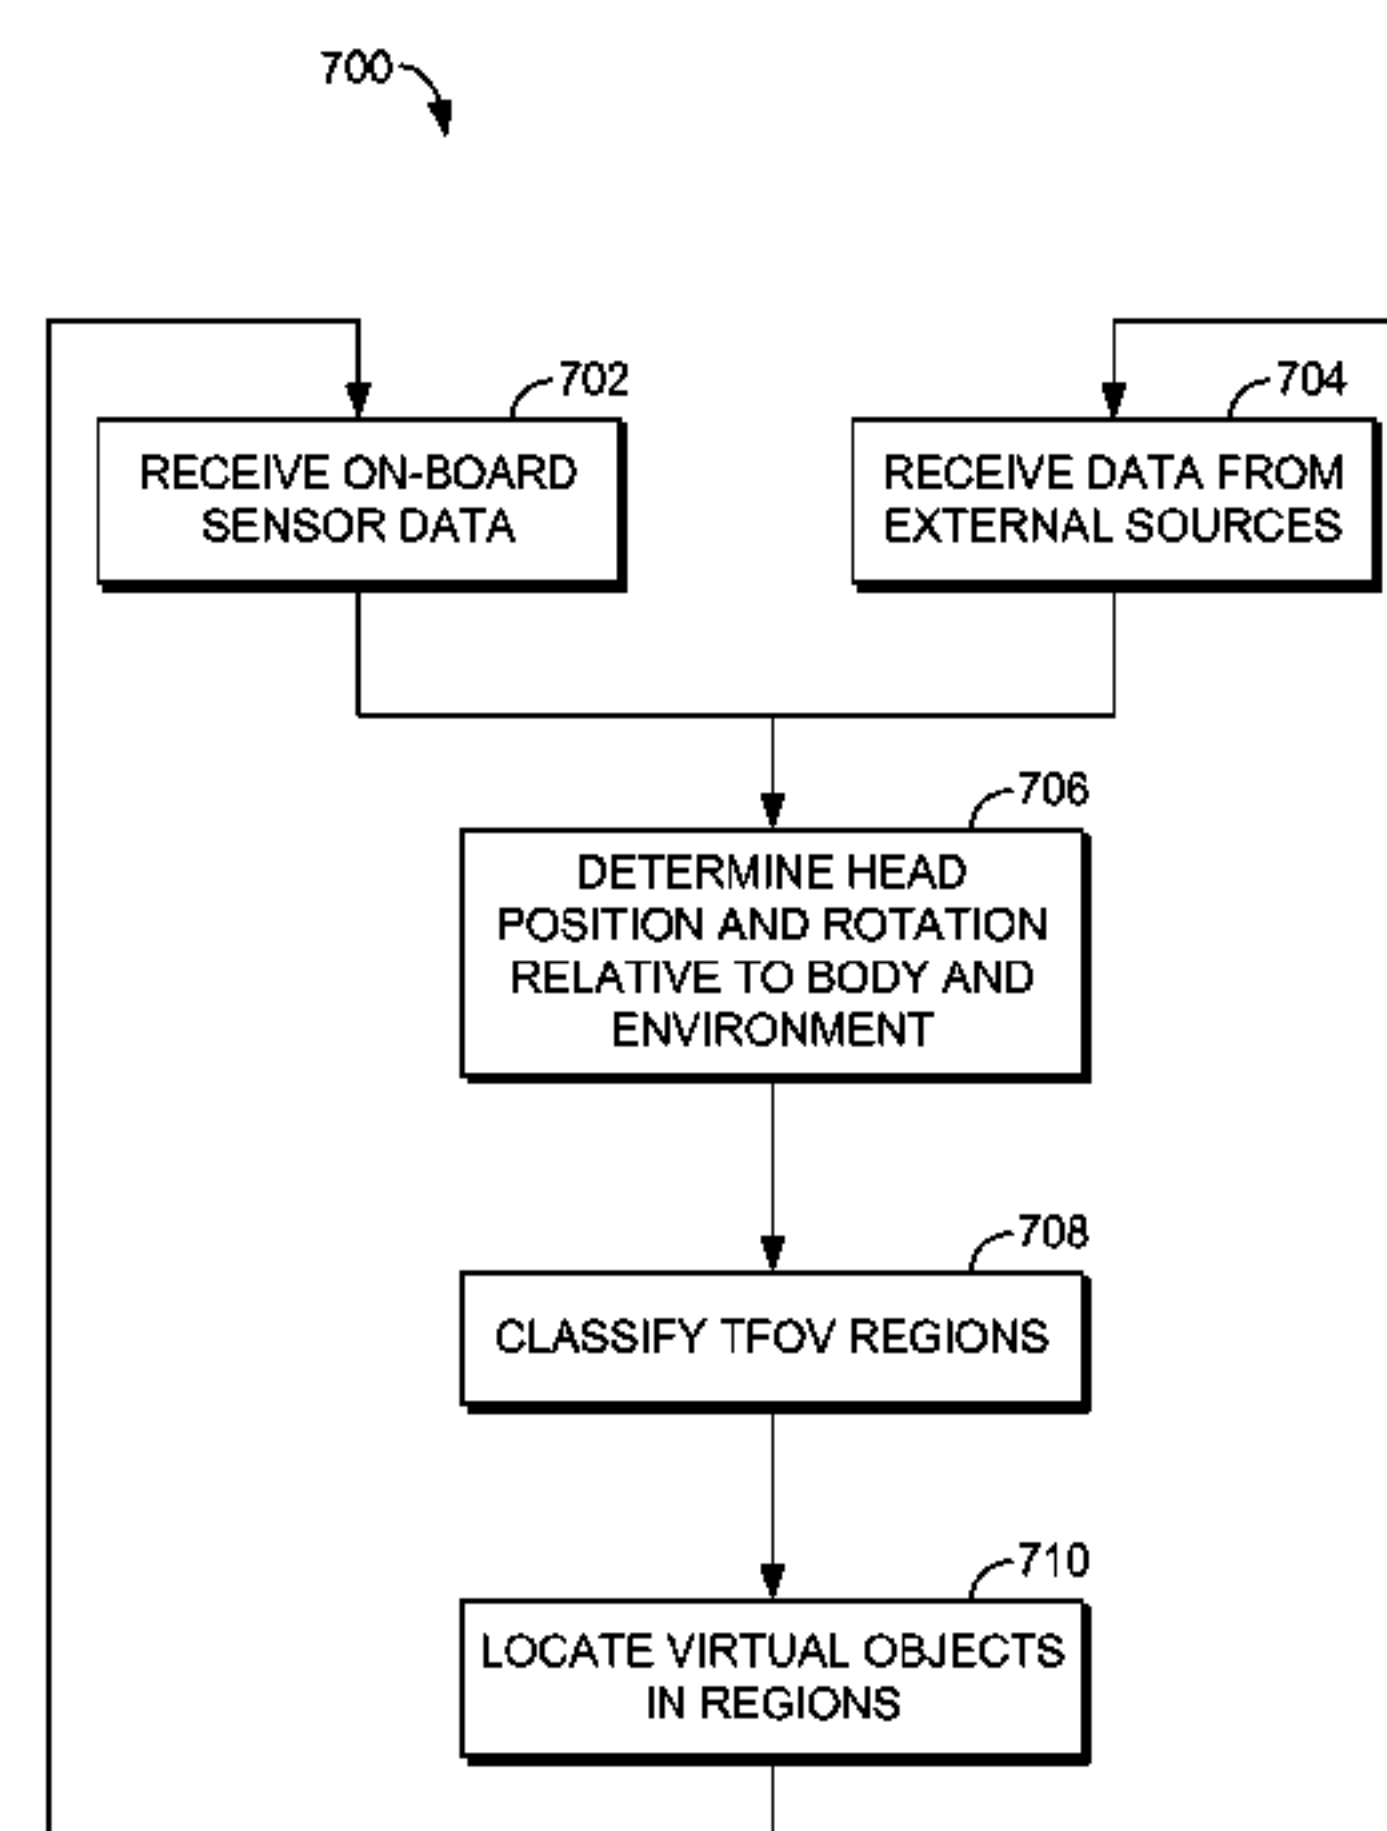 700
702
704
RECEIVE ON-BOARD
SENSOR DATA
RECEIVE DATA FROM
EXTERNAL SOURCES
706
DETERMINE HEAD
POSITION AND ROTATION
RELATIVE TO BODY AND
ENVIRONMENT
708
CLASSIFY TFOV REGIONS
710
LOCATE VIRTUAL OBJECTS
IN REGIONS